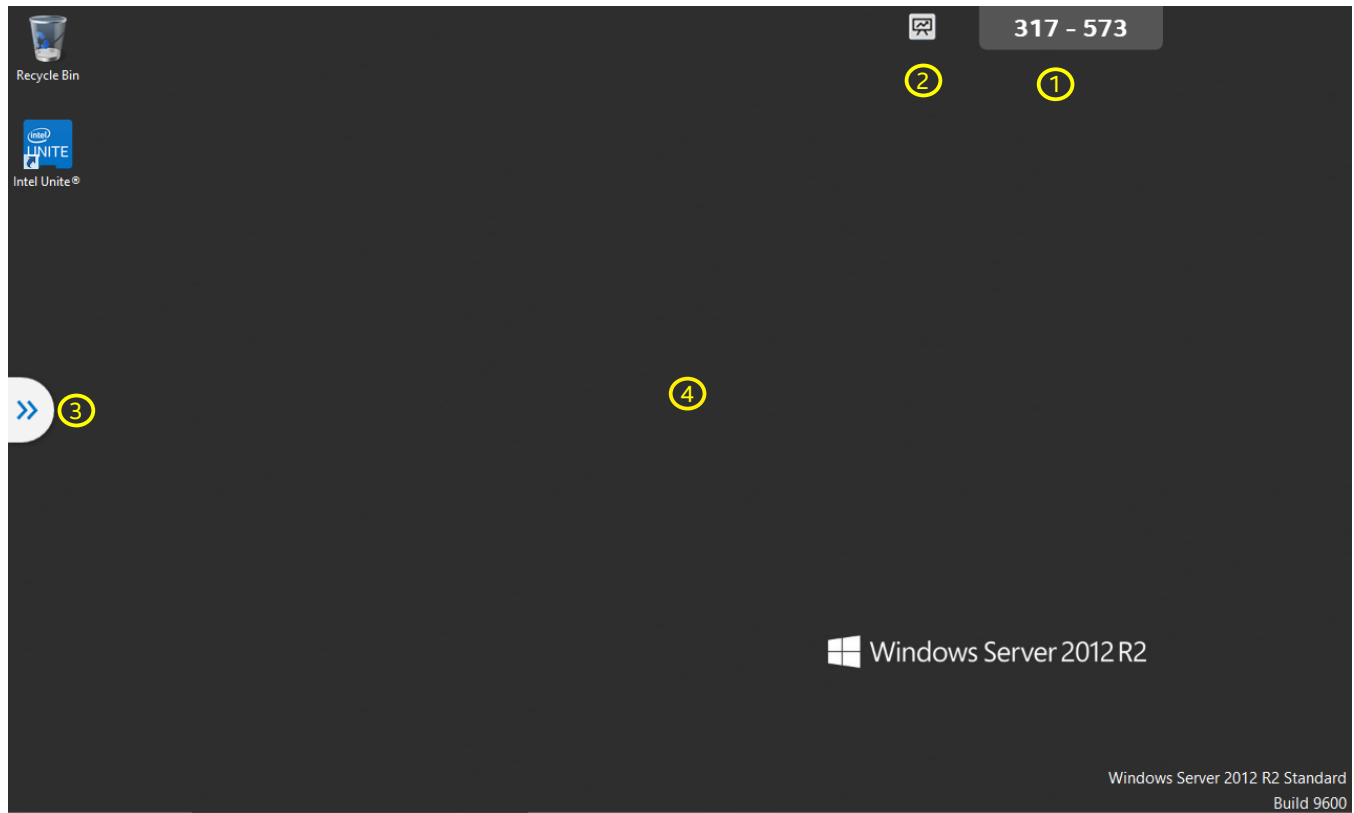 317 - 573
Recycle Bin
2
1
intel
UNITE
Intel Unite®
3
4
Windows Server 2012 R2
Windows Server 2012 R2 Standard
Build 9600